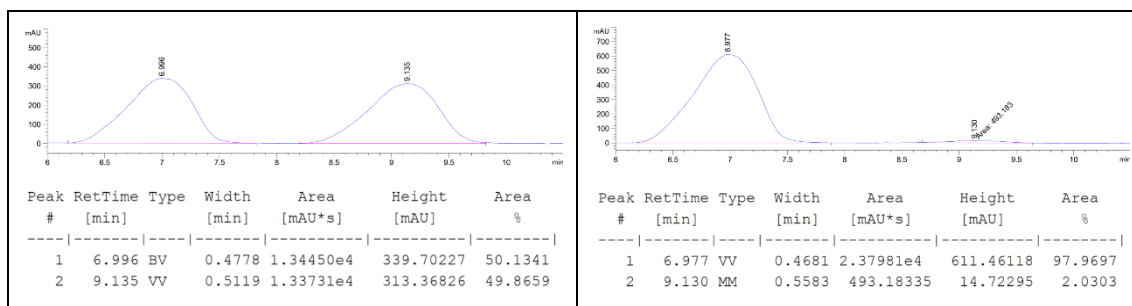 mAU
500
400
300
200
100
0
6.996
9.135
6 6.5 7 7.5 8 8.5 9 9.5 10 min
Peak RetTime Type Width Area Height Area
# [min] [min] [mAU*s] [mAU] %
----|-------|----|-------|----------|----------|--------|
1 6.996 BV 0.4778 1.34450e4 339.70227 50.1341
2 9.135 VV 0.5119 1.33731e4 313.36826 49.8659
mAU
700
600
500
400
300
200
100
0
6.977
9.130
Area: 493.183
6 6.5 7 7.5 8 8.5 9 9.5 10 min
Peak RetTime Type Width Area Height Area
# [min] [min] [mAU*s] [mAU] %
----|-------|----|-------|----------|----------|--------|
1 6.977 VV 0.4681 2.37981e4 611.46118 97.9697
2 9.130 MM 0.5583 493.18335 14.72295 2.0303